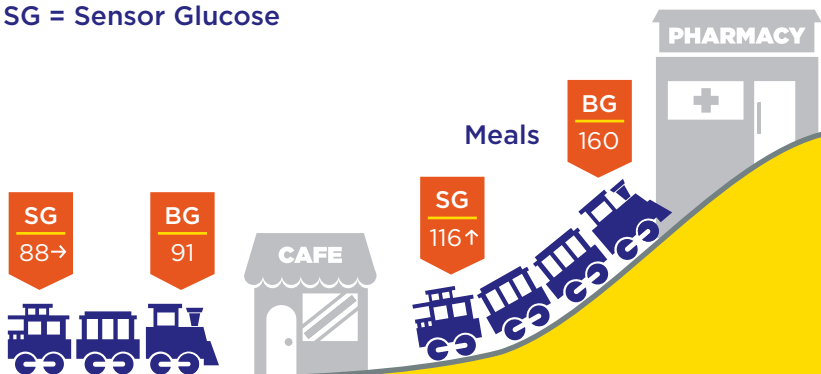 SG = Sensor Glucose
PHARMACY
Meals
BG
160
SG
116↑
SG
88→
BG
91
CAFE